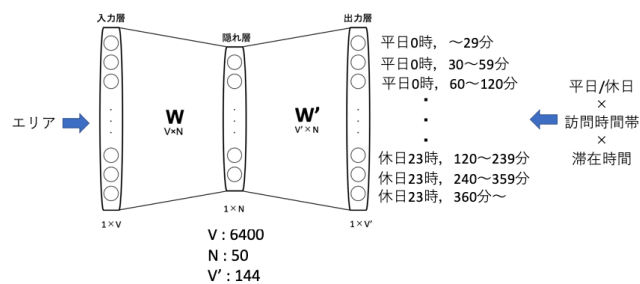 入力層
隠れ層
出力層
平日0時, ～29分
平日0時, 30～59分
平日0時, 60～120分
エリア
W
V×N
W'
V'×N
平日/休日
×
訪問時間帯
×
滞在時間
休日23時, 120～239分
休日23時, 240～359分
休日23時, 360分～
1×V
1×N
1×V'
V : 6400
N : 50
V' : 144